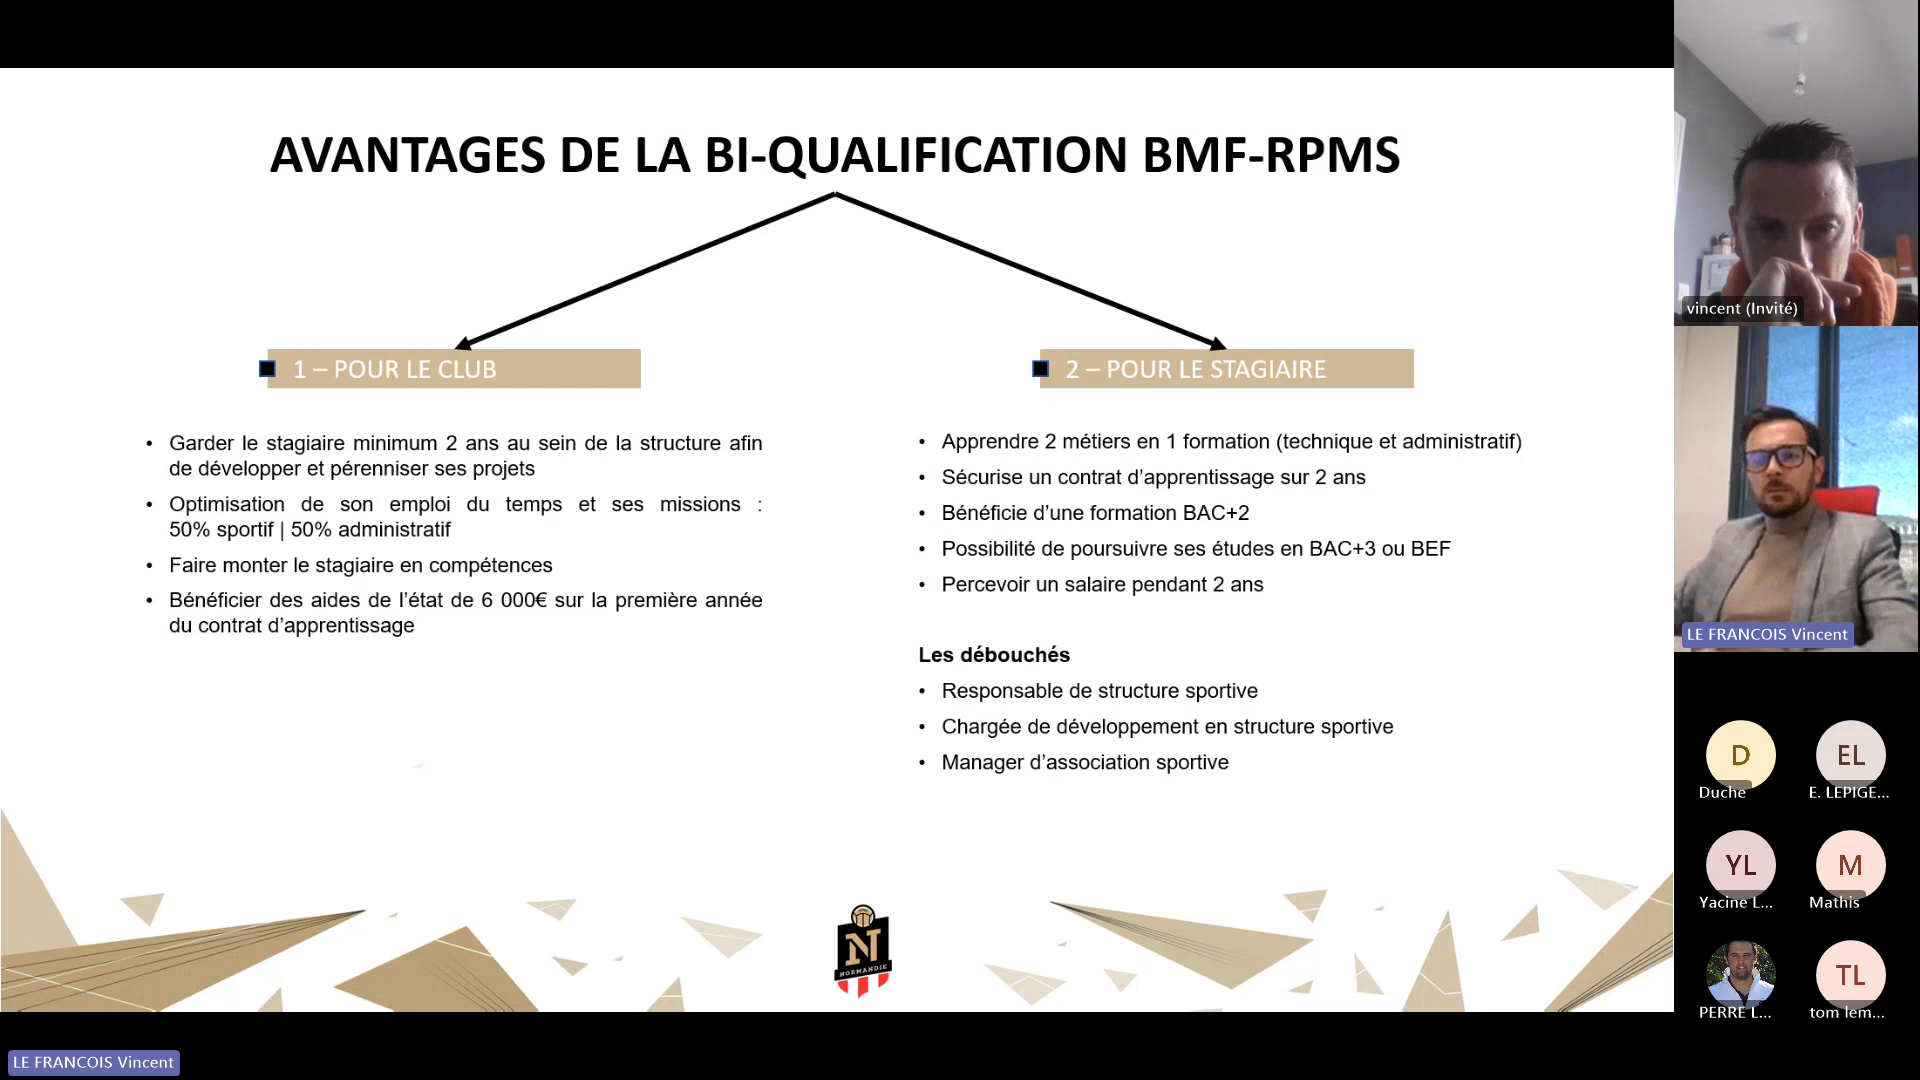 AVANTAGES DE LA BI-QUALIFICATION BMF-RPMS
1 – POUR LE CLUB
• Garder le stagiaire minimum 2 ans au sein de la structure afin
de développer et pérenniser ses projets
• Optimisation de son emploi du temps et ses missions :
50% sportif | 50% administratif
• Faire monter le stagiaire en compétences
• Bénéficier des aides de l’état de 6 000€ sur la première année
du contrat d’apprentissage
2 – POUR LE STAGIAIRE
• Apprendre 2 métiers en 1 formation (technique et administratif)
• Sécurise un contrat d’apprentissage sur 2 ans
• Bénéficie d’une formation BAC+2
• Possibilité de poursuivre ses études en BAC+3 ou BEF
• Percevoir un salaire pendant 2 ans
Les débouchés
• Responsable de structure sportive
• Chargée de développement en structure sportive
• Manager d’association sportive
N
NORMANDIE
vincent (Invité)
LE FRANCOIS Vincent
D
Duche
EL
E. LEPIGE...
YL
Yacine L...
M
Mathis
PERRE L...
TL
tom lem...
LE FRANCOIS Vincent